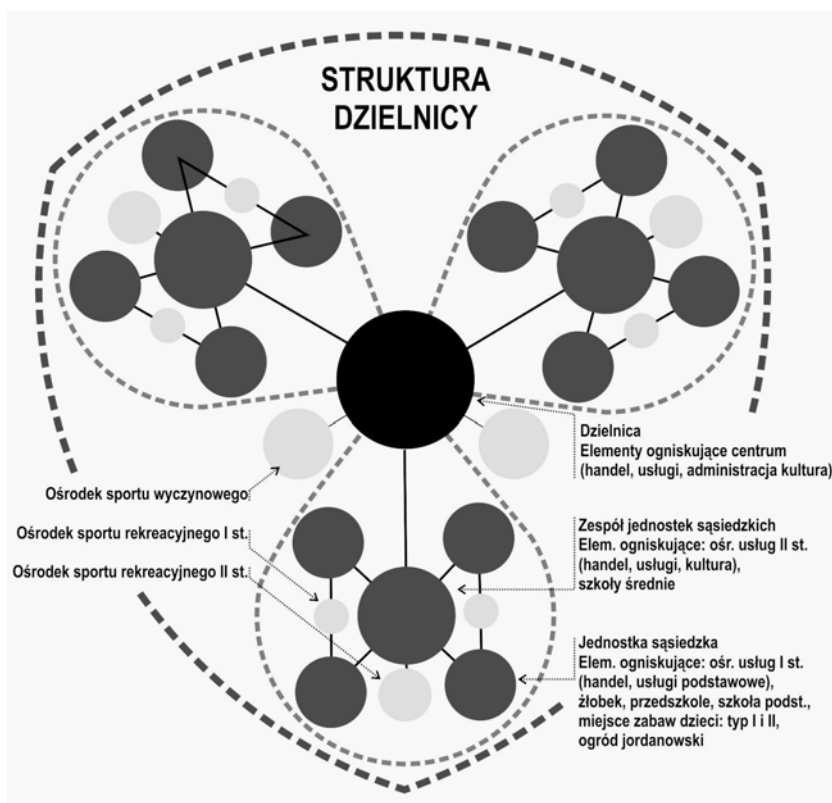 STRUKTURA
DZIELNICY
Dzielnica
Elementy ogniskujące centrum
(handel, usługi, administracja kultura)
Ośrodek sportu wyczynowego
Ośrodek sportu rekreacyjnego I st.
Ośrodek sportu rekreacyjnego II st.
Zespół jednostek sąsiedzkich
Elem. ogniskujące: ośr. usług II st.
(handel, usługi, kultura),
szkoły średnie
Jednostka sąsiedzka
Elem. ogniskujące: ośr. usług I st.
(handel, usługi podstawowe),
żłobek, przedszkole, szkoła podst.,
miejsce zabaw dzieci: typ I i II,
ogród jordanowski